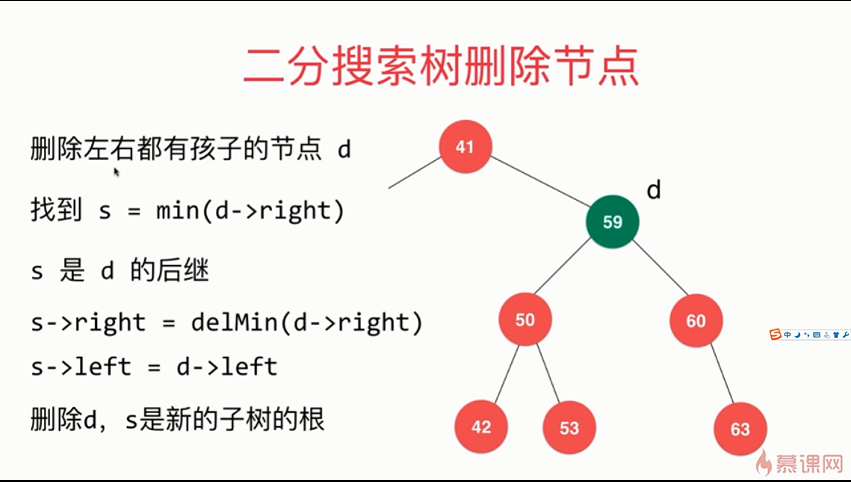 二分搜索树删除节点
删除左右都有孩子的节点 d
找到 s = min(d->right)
s 是 d 的后继
s->right = delMin(d->right)
s->left = d->left
删除d，s是新的子树的根
41
d
59
50
60
42
53
63
中
慕课网